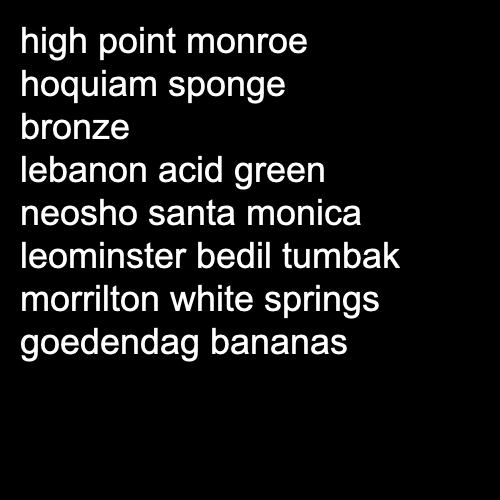 high point monroe
hoquiam sponge
bronze
lebanon acid green
neosho santa monica
leominster bedil tumbak
morrilton white springs
goedendag bananas